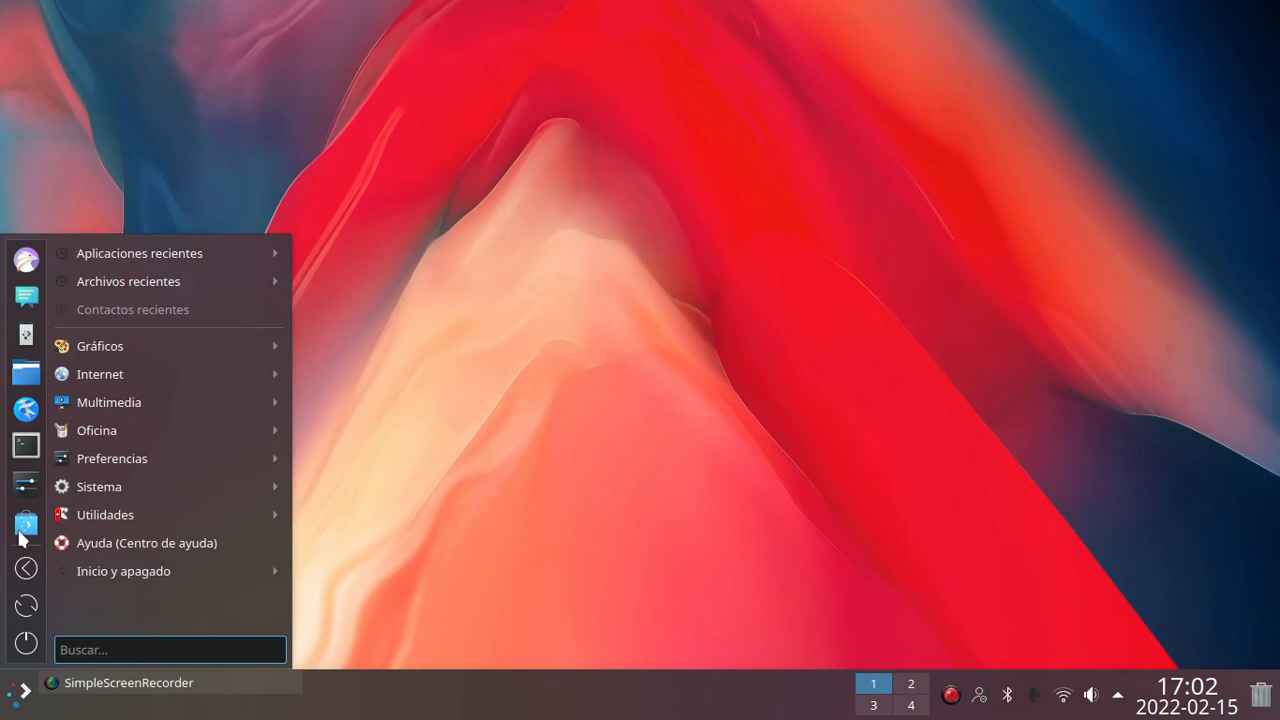 Aplicaciones recientes
Archivos recientes
Contactos recientes
Gráficos
Internet
Multimedia
Oficina
Preferencias
Sistema
Utilidades
Ayuda (Centro de ayuda)
Inicio y apagado
Buscar...
SimpleScreenRecorder
1 2
3 4
17:02
2022-02-15